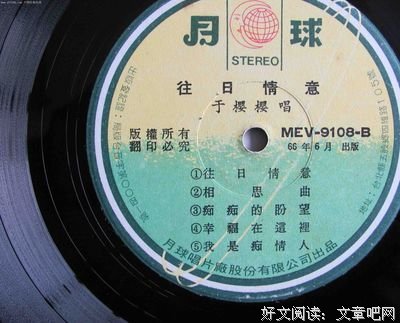 月 球
STEREO
往日情意
于櫻櫻唱
版權所有
翻印必究
MEV-9108-B
66年6月 出版
①往日情意
②相思曲
③痴痴的盼望
④幸福在這裡
⑤我是痴情人
月球唱片廠股份有限公司出品
好文阅读：文章吧网